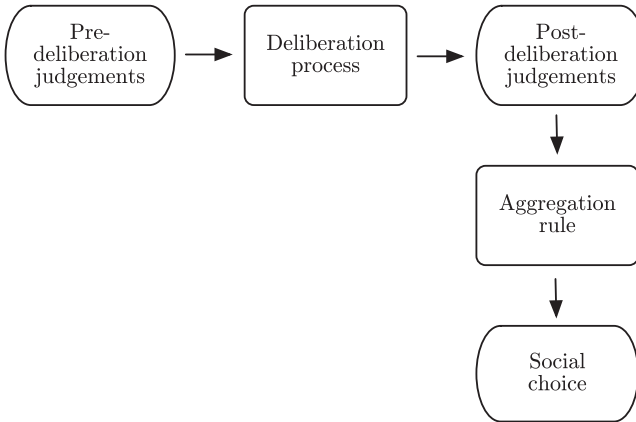 Pre-
deliberation
judgements
Deliberation
process
Post-
deliberation
judgements
Aggregation
rule
Social
choice